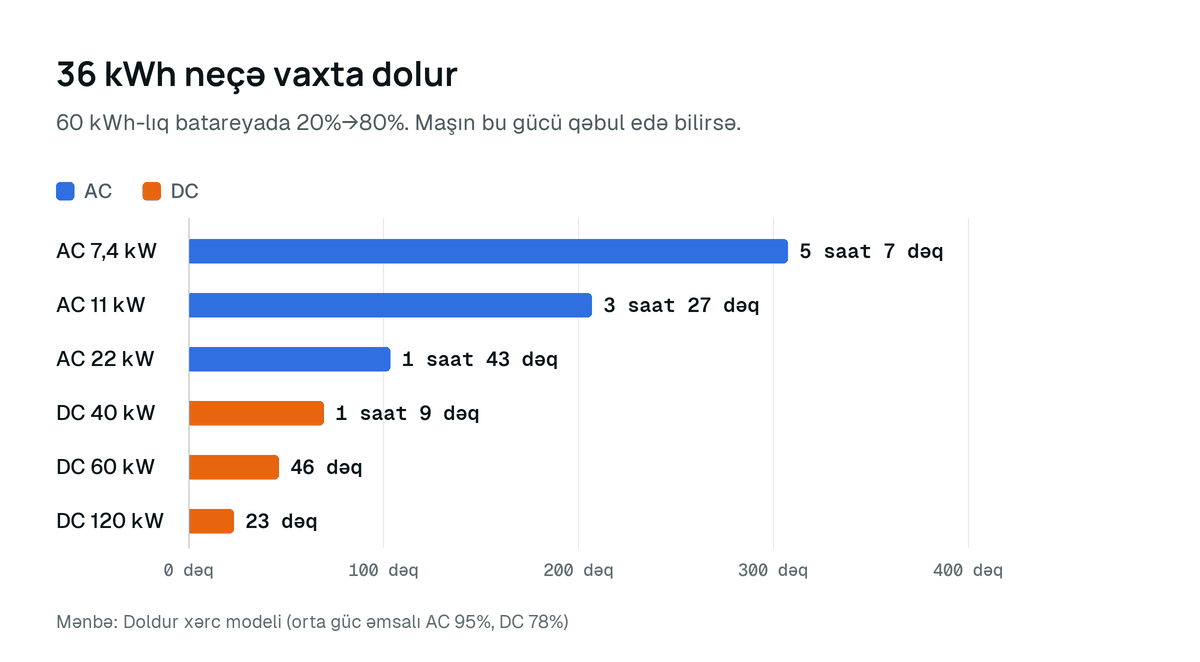 36 kWh neçə vaxta dolur
60 kWh-lıq batareyada 20%→80%. Maşın bu gücü qəbul edə bilirsə.
AC DC
AC 7,4 kW 5 saat 7 dəq
AC 11 kW 3 saat 27 dəq
AC 22 kW 1 saat 43 dəq
DC 40 kW 1 saat 9 dəq
DC 60 kW 46 dəq
DC 120 kW 23 dəq
0 dəq 100 dəq 200 dəq 300 dəq 400 dəq
Mənbə: Doldur xərc modeli (orta güc əmsalı AC 95%, DC 78%)